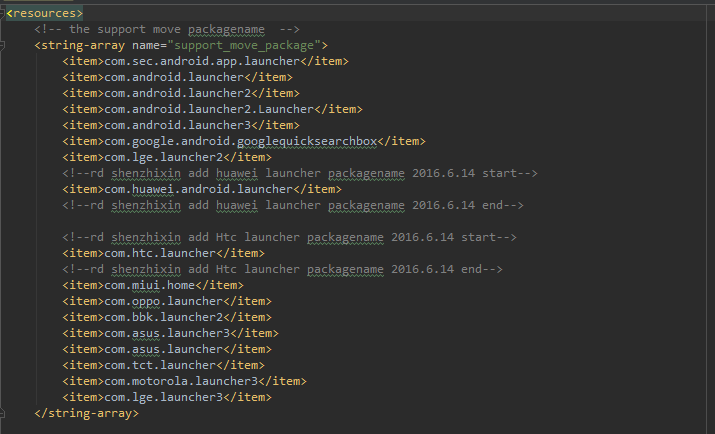 <resources>
<!-- the support move packagename  -->
<string-array name="support_move_package">
<item>com.sec.android.app.launcher</item>
<item>com.android.launcher</item>
<item>com.android.launcher2</item>
<item>com.android.launcher2.Launcher</item>
<item>com.android.launcher3</item>
<item>com.google.android.googlequicksearchbox</item>
<item>com.lge.launcher2</item>
<!--rd shenzhixin add huawei launcher packagename 2016.6.14 start-->
<item>com.huawei.android.launcher</item>
<!--rd shenzhixin add huawei launcher packagename 2016.6.14 end-->
<!--rd shenzhixin add Htc launcher packagename 2016.6.14 start-->
<item>com.htc.launcher</item>
<!--rd shenzhixin add Htc launcher packagename 2016.6.14 end-->
<item>com.miui.home</item>
<item>com.oppo.launcher</item>
<item>com.bbk.launcher2</item>
<item>com.asus.launcher3</item>
<item>com.asus.launcher</item>
<item>com.tct.launcher</item>
<item>com.motorola.launcher3</item>
<item>com.lge.launcher3</item>
</string-array>